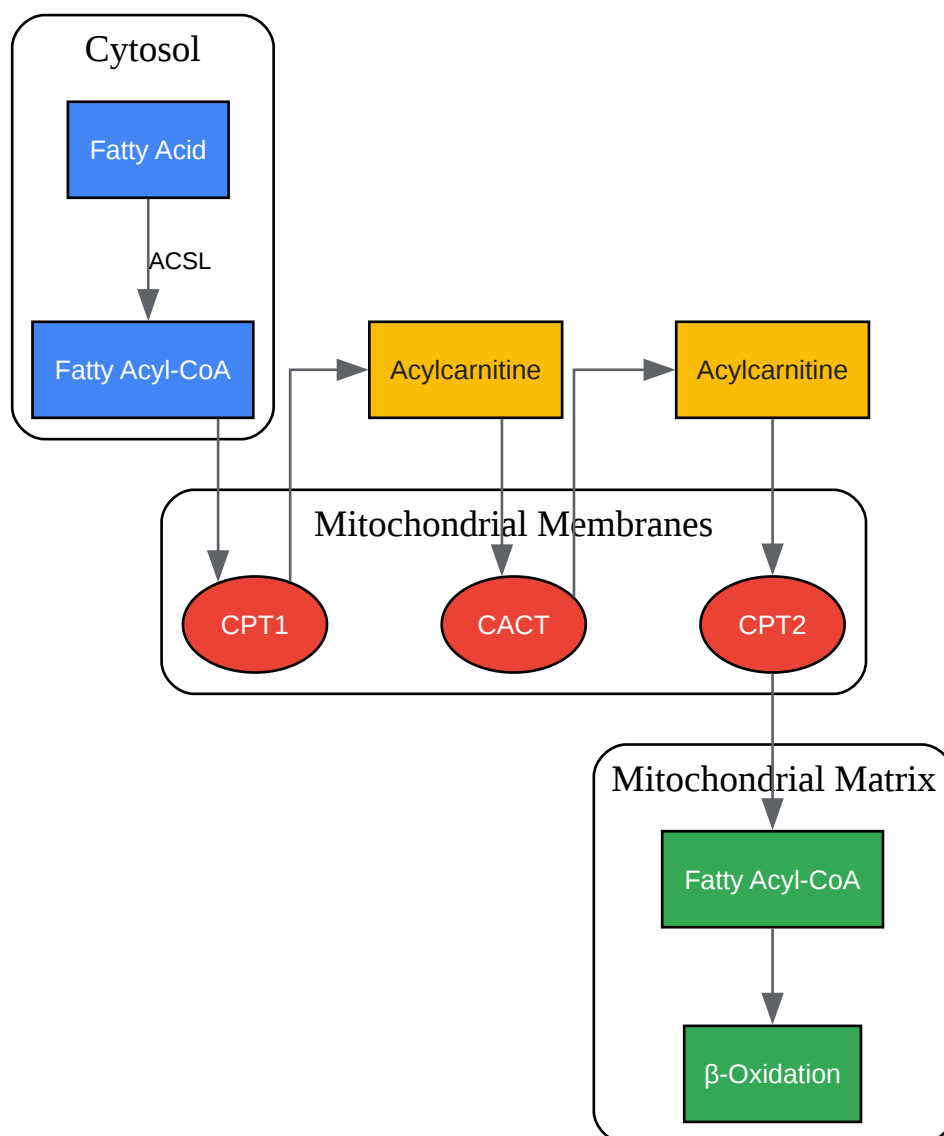 Cytosol
Fatty Acid
ACSL
Fatty Acyl-CoA
Acylcarnitine
Acylcarnitine
Mitochondrial Membranes
CPT1
CACT
CPT2
Mitochondrial Matrix
Fatty Acyl-CoA
β-Oxidation